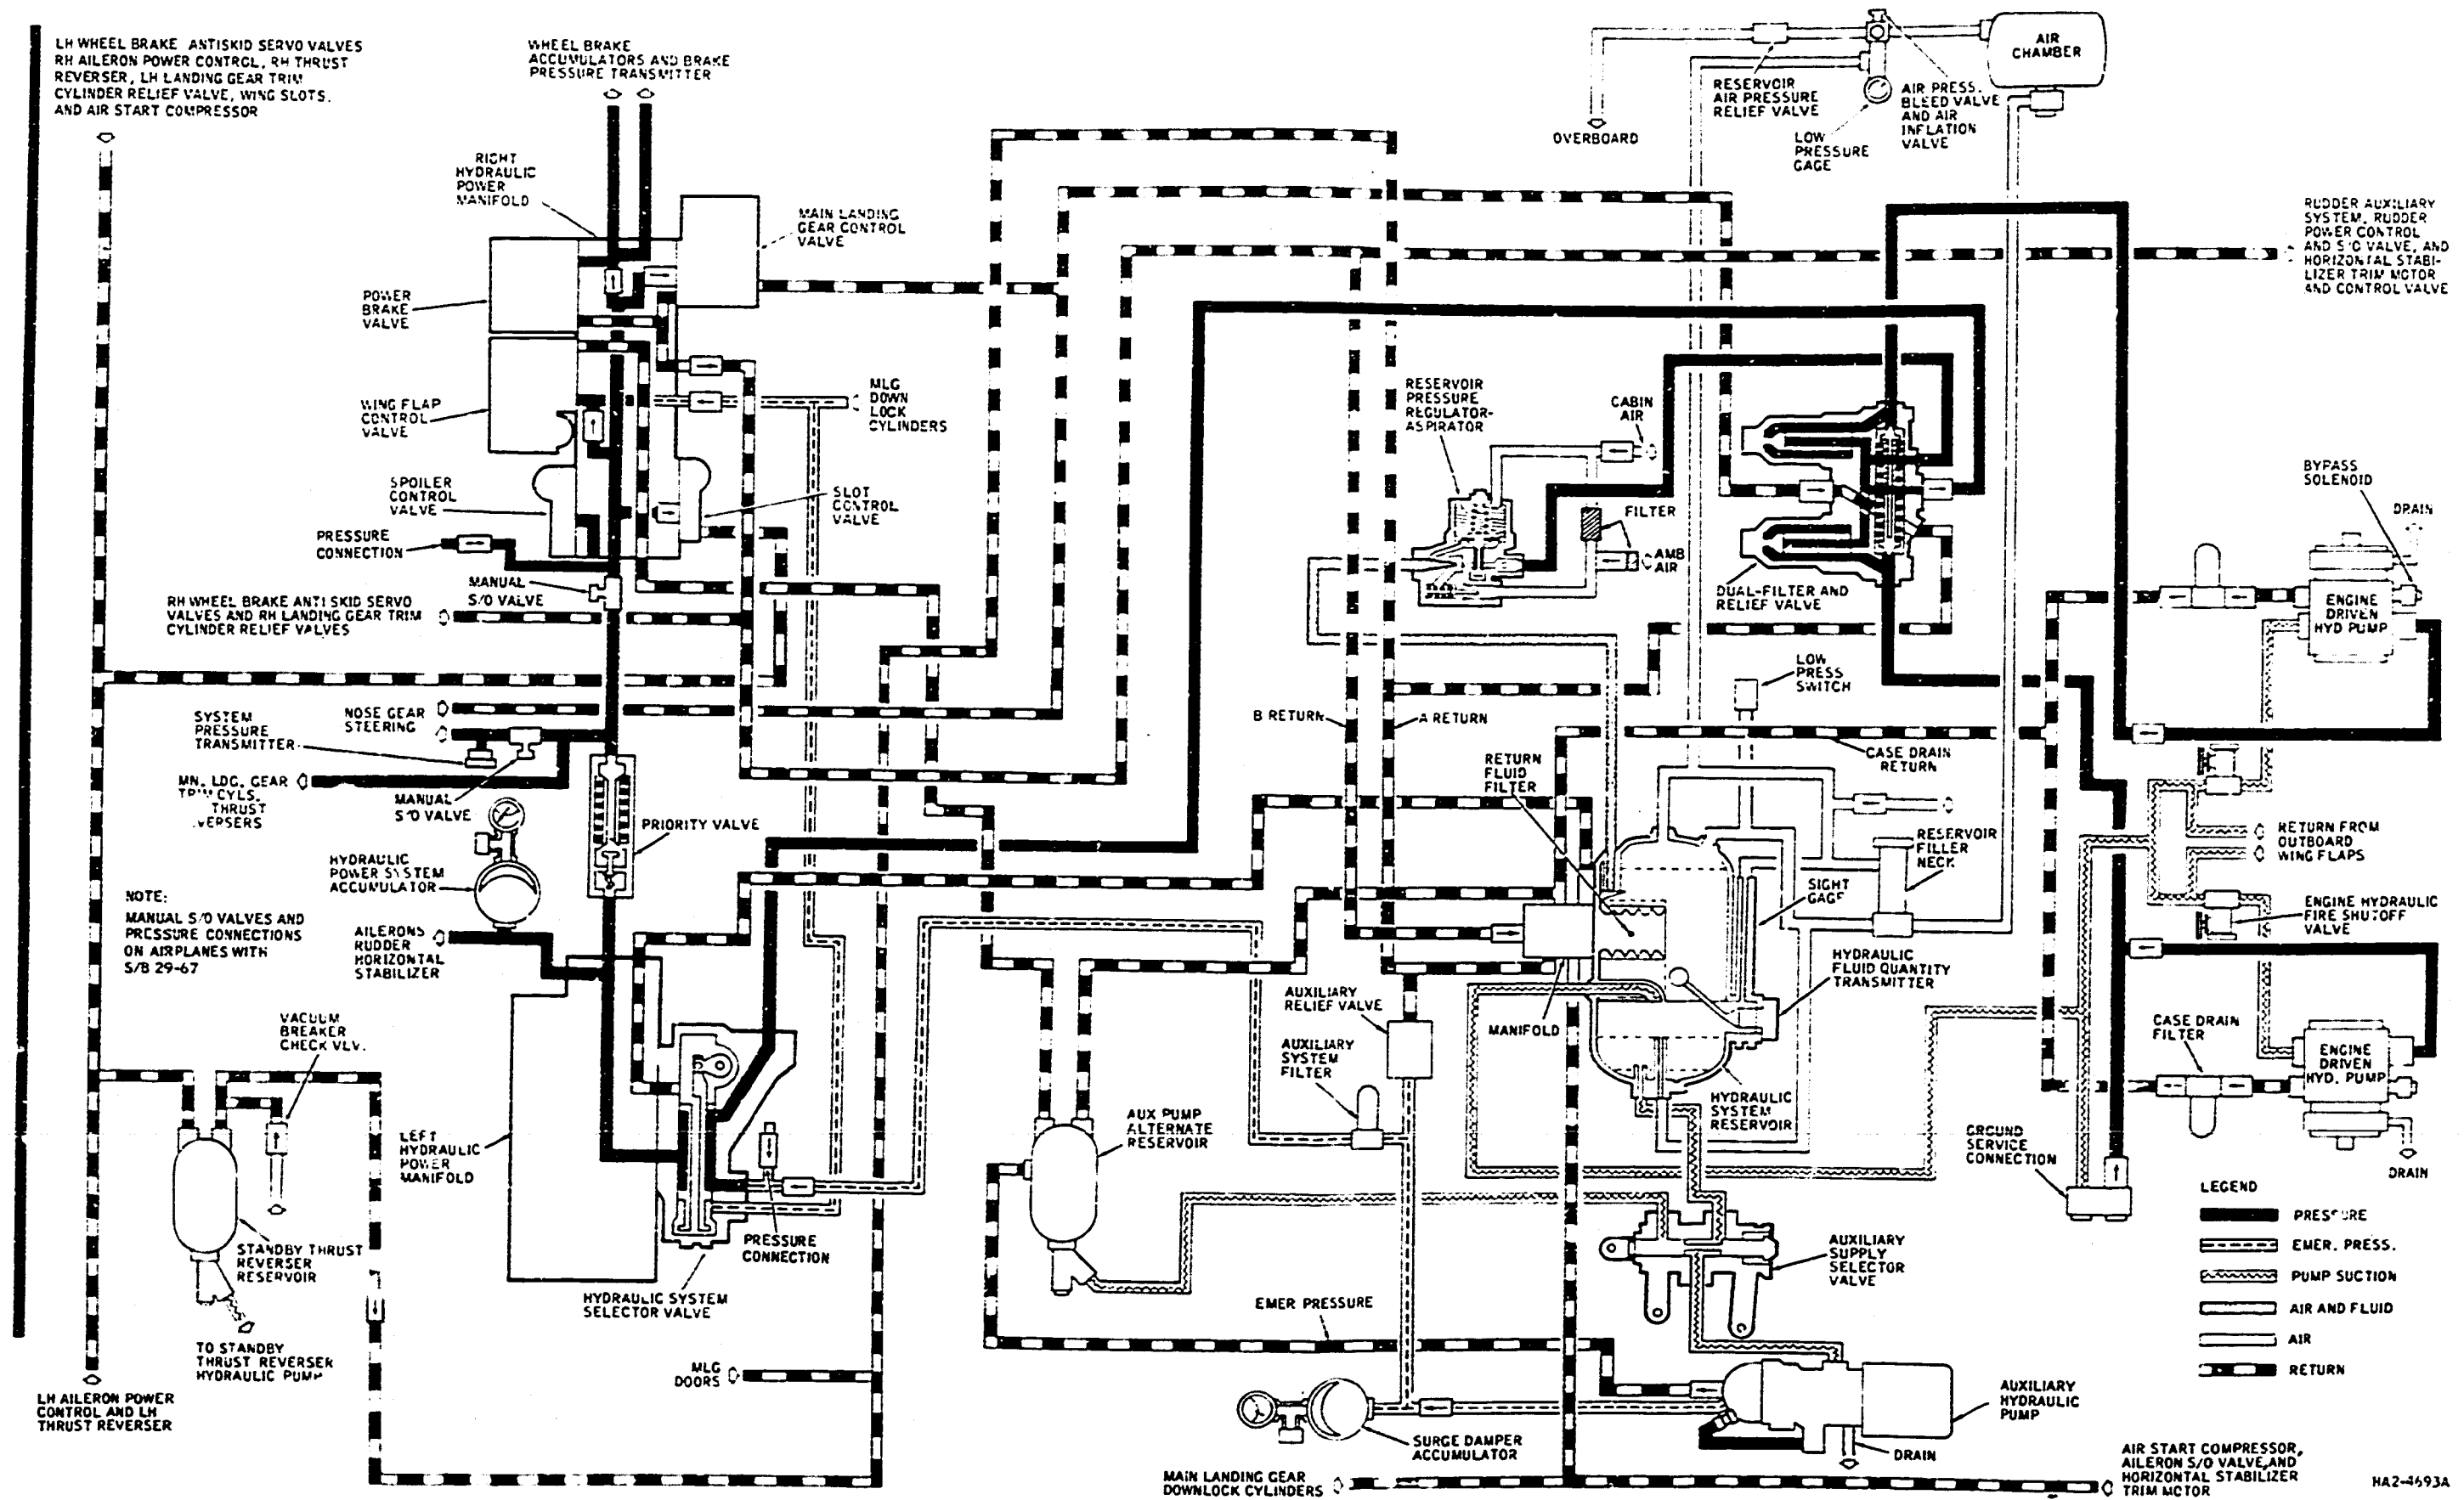 LH WHEEL BRAKE ANTISKID SERVO VALVES
RH AILERON POWER CONTROL, RH THRUST
REVERSER, LH LANDING GEAR TRIM
CYLINDER RELIEF VALVE, WING SLOTS,
AND AIR START COMPRESSOR
WHEEL BRAKE
ACCUMULATORS AND BRAKE
PRESSURE TRANSMITTER
RIGHT
HYDRAULIC
POWER
MANIFOLD
MAIN LANDING
GEAR CONTROL
VALVE
POWER
BRAKE
VALVE
WING FLAP
CONTROL
VALVE
MLG
DOWN
LOCK
CYLINDERS
SPOILER
CONTROL
VALVE
SLOT
CONTROL
VALVE
PRESSURE
CONNECTION
MANUAL
S/O VALVE
RH WHEEL BRAKE ANTI SKID SERVO
VALVES AND RH LANDING GEAR TRIM
CYLINDER RELIEF VALVES
NOSE GEAR
STEERING
SYSTEM
PRESSURE
TRANSMITTER
MN. LDG. GEAR
CYLS.
THRUST
MANUAL
S/O VALVE
PRIORITY VALVE
HYDRAULIC
POWER SYSTEM
ACCUMULATOR
NOTE:
MANUAL S/O VALVES AND
PRESSURE CONNECTIONS
ON AIRPLANES WITH
S/B 29-67
AILERONS
RUDDER
HORIZONTAL
STABILIZER
VACUUM
BREAKER
CHECK VLV.
LEFT
HYDRAULIC
POWER
MANIFOLD
STANDBY THRUST
REVERSER
RESERVOIR
TO STANDBY
THRUST REVERSER
HYDRAULIC PUMP
LH AILERON POWER
CONTROL AND LH
THRUST REVERSER
HYDRAULIC SYSTEM
SELECTOR VALVE
PRESSURE
CONNECTION
MLG
DOORS
AIR
CHAMBER
RESERVOIR
AIR PRESSURE
RELIEF VALVE
AIR PRESS.
BLEED VALVE
AND AIR
INFLATION
VALVE
OVERBOARD
LOW
PRESSURE
GAGE
RUDDER AUXILIARY
SYSTEM, RUDDER
POWER CONTROL
AND S/O VALVE, AND
HORIZONTAL STABI-
LIZER TRIM MOTOR
AND CONTROL VALVE
RESERVOIR
PRESSURE
REGULATOR-
ASPIRATOR
CABIN
AIR
FILTER
AMB
AIR
DUAL-FILTER AND
RELIEF VALVE
BYPASS
SOLENOID
DRAIN
ENGINE
DRIVEN
HYD PUMP
LOW
PRESS
SWITCH
B RETURN
A RETURN
CASE DRAIN
RETURN
RETURN
FLUID
FILTER
RESERVOIR
FILLER
NECK
SIGHT
GAGE
RETURN FROM
OUTBOARD
WING FLAPS
ENGINE HYDRAULIC
FIRE SHUTOFF
VALVE
HYDRAULIC
FLUID QUANTITY
TRANSMITTER
AUXILIARY
RELIEF VALVE
MANIFOLD
AUXILIARY
SYSTEM
FILTER
CASE DRAIN
FILTER
ENGINE
DRIVEN
HYD. PUMP
AUX PUMP
ALTERNATE
RESERVOIR
HYDRAULIC
SYSTEM
RESERVOIR
GROUND
SERVICE
CONNECTION
DRAIN
AUXILIARY
SUPPLY
SELECTOR
VALVE
EMER PRESSURE
LEGEND
PRESSURE
EMER. PRESS.
PUMP SUCTION
AIR AND FLUID
AIR
RETURN
AUXILIARY
HYDRAULIC
PUMP
SURGE DAMPER
ACCUMULATOR
DRAIN
MAIN LANDING GEAR
DOWNLOCK CYLINDERS
AIR START COMPRESSOR,
AILERON S/O VALVE, AND
HORIZONTAL STABILIZER
TRIM MOTOR
HA2-4693A